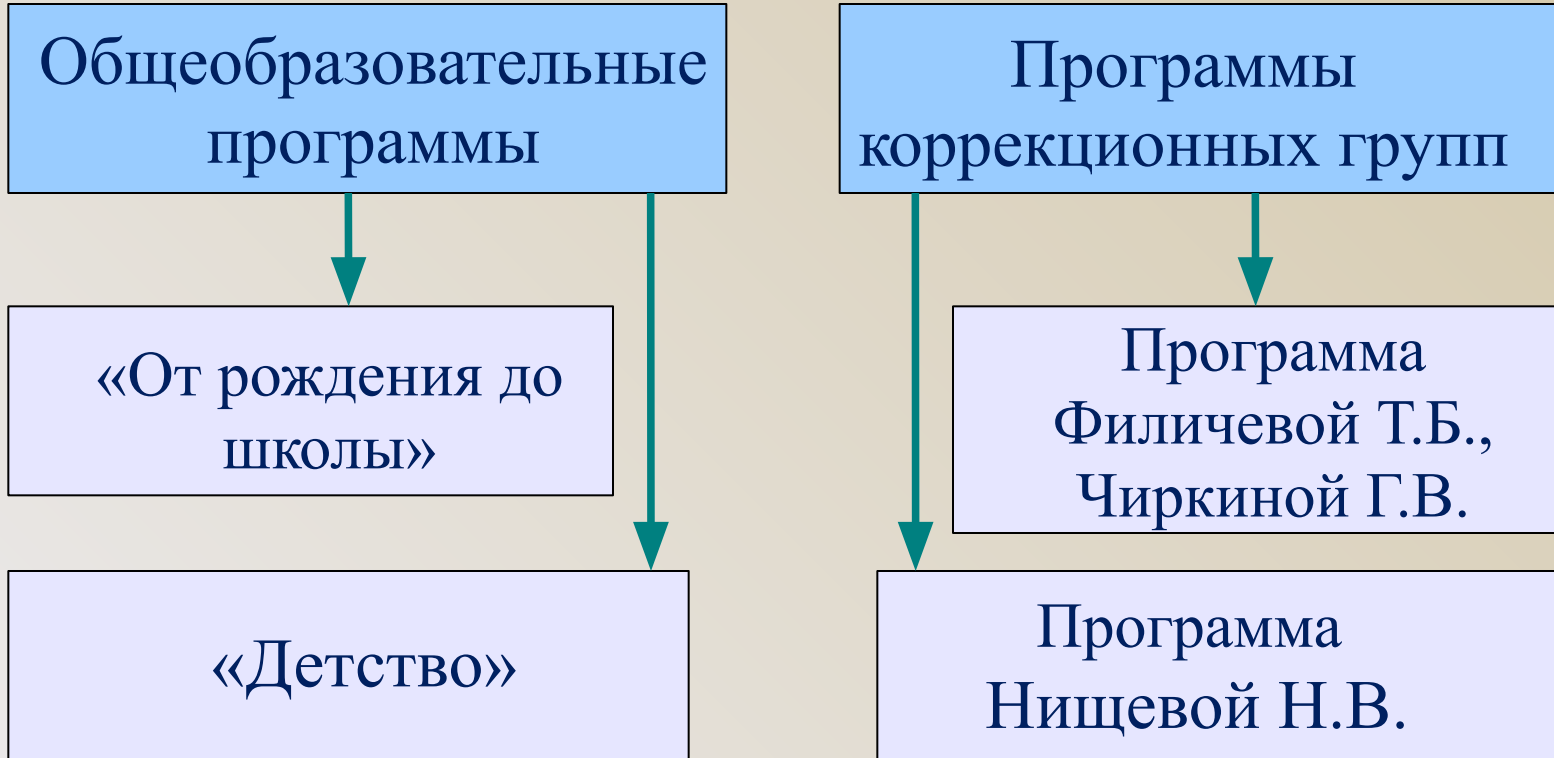 Общеобразовательные
программы
Программы
коррекционных групп
«От рождения до
школы»
Программа
Филичевой Т.Б.,
Чиркиной Г.В.
«Детство»
Программа
Нищевой Н.В.